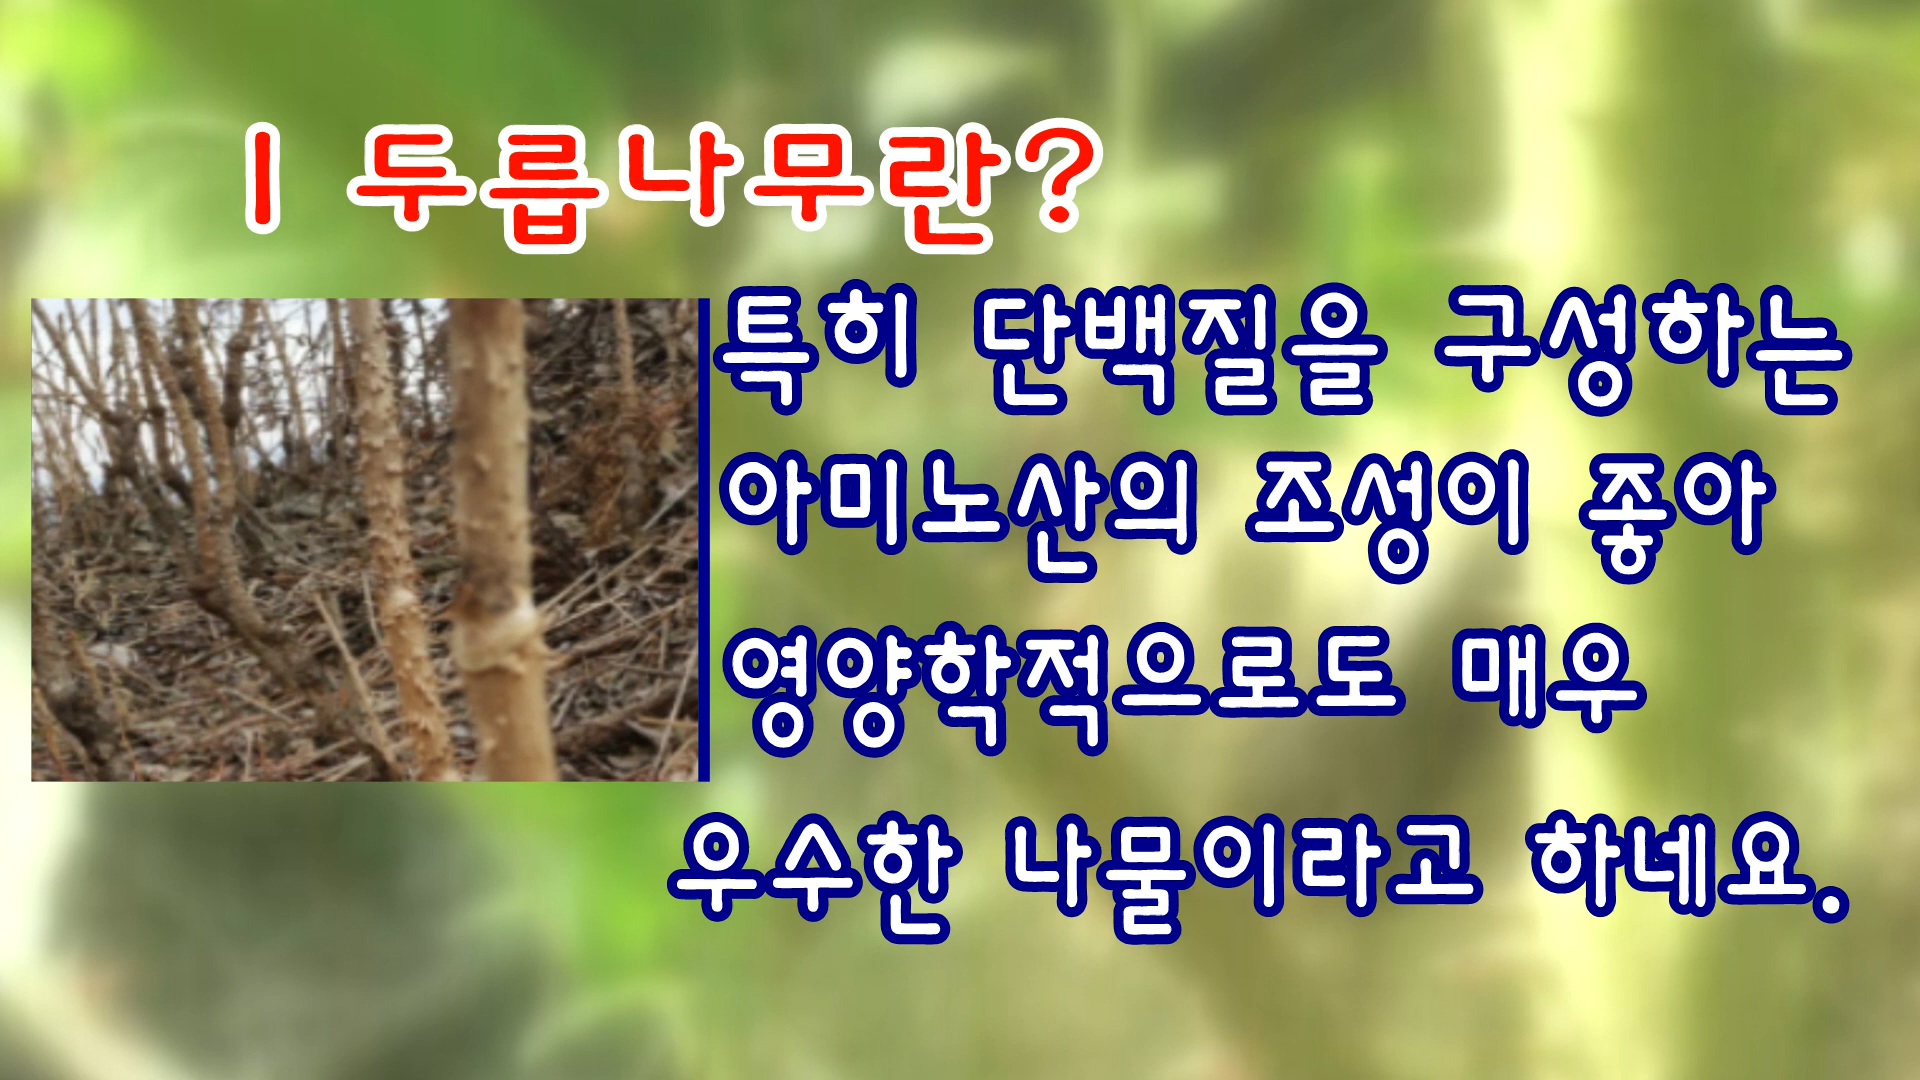 | 두릅나무란?
특히 단백질을 구성하는
아미노산의 조성이 좋아
영양학적으로도 매우
우수한 나물이라고 하네요.